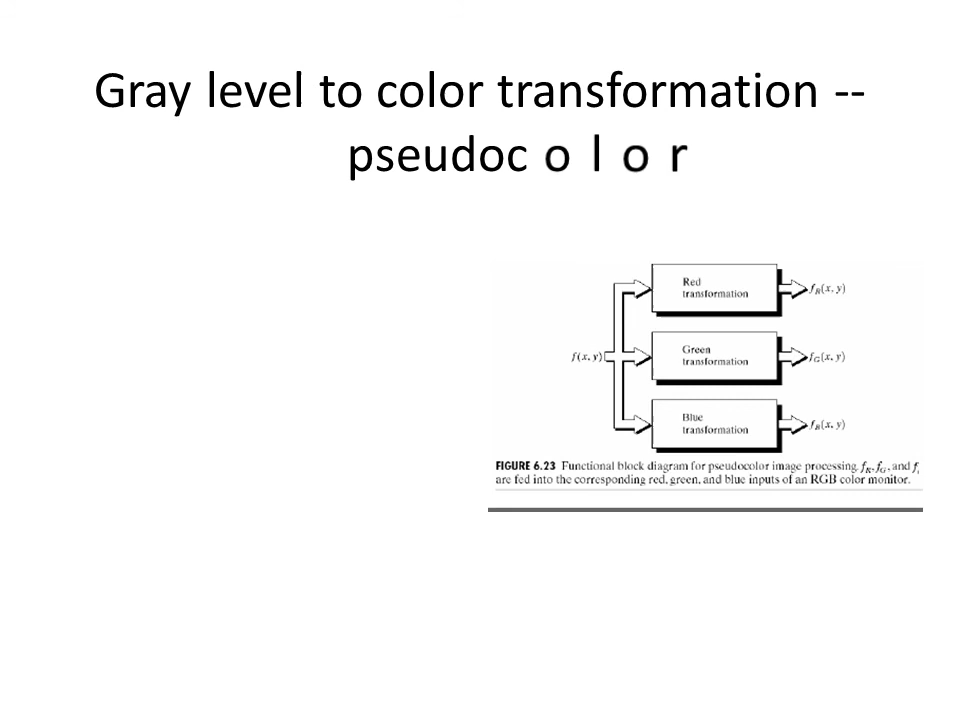 Gray level to color transformation --
pseudoc o l o r
Red
transformation
f_R(x, y)
f(x, y)
Green
transformation
f_G(x, y)
Blue
transformation
f_B(x, y)
FIGURE 6.23 Functional block diagram for pseudocolor image processing. f_R, f_G, and f
are fed into the corresponding red, green, and blue inputs of an RGB color monitor.